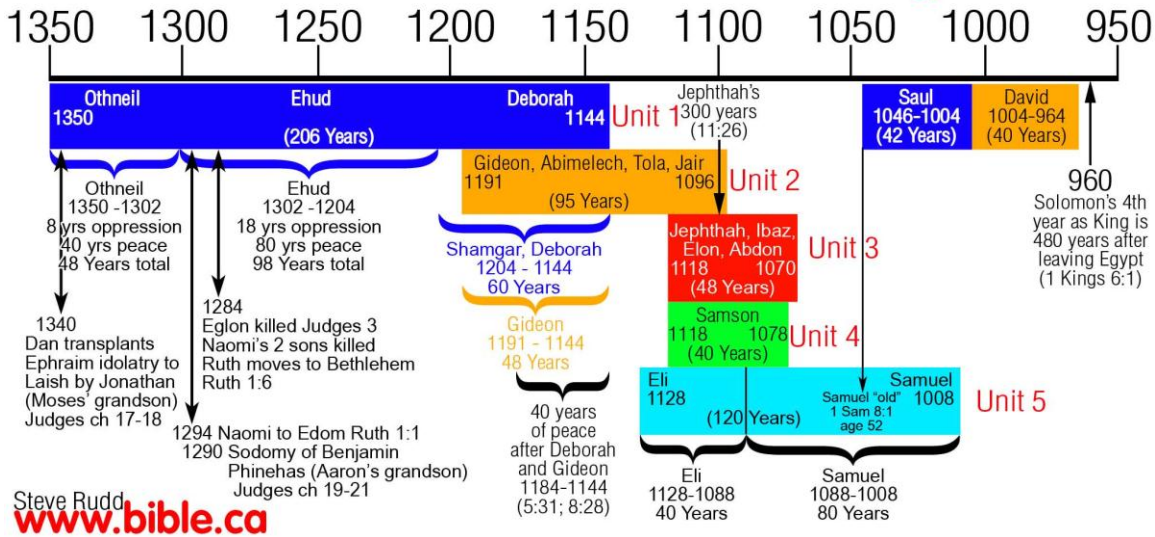 1350 1300 1250 1200 1150 1100 1050 1000 950
Othneil
1350
Ehud
(206 Years)
Deborah
1144
Unit 1
Jephthah's
300 years
(11:26)
Saul
1046-1004
(42 Years)
David
1004-964
(40 Years)
Othneil
1350 -1302
8 yrs oppression
40 yrs peace
48 Years total
Ehud
1302 -1204
18 yrs oppression
80 yrs peace
98 Years total
Gideon, Abimelech, Tola, Jair
1191 1096
(95 Years)
Unit 2
960
Solomon's 4th
year as King is
480 years after
leaving Egypt
(1 Kings 6:1)
Shamgar, Deborah
1204 - 1144
60 Years
Jephthah, Ibaz,
Elon, Abdon
1118 1070
(48 Years)
Unit 3
Gideon
1191 - 1144
48 Years
Samson
1118 1078
(40 Years)
Unit 4
1340
Dan transplants
Ephraim idolatry to
Laish by Jonathan
(Moses' grandson)
Judges ch 17-18
1284
Eglon killed Judges 3
Naomi's 2 sons killed
Ruth moves to Bethlehem
Ruth 1:6
Eli
1128
(120 Years)
Samuel "old"
1 Sam 8:1
age 52
Samuel
1008
Unit 5
40 years
of peace
after Deborah
and Gideon
1184-1144
(5:31; 8:28)
1294 Naomi to Edom Ruth 1:1
1290 Sodomy of Benjamin
Phinehas (Aaron's grandson)
Judges ch 19-21
Eli
1128-1088
40 Years
Samuel
1088-1008
80 Years
Steve Rudd
www.bible.ca